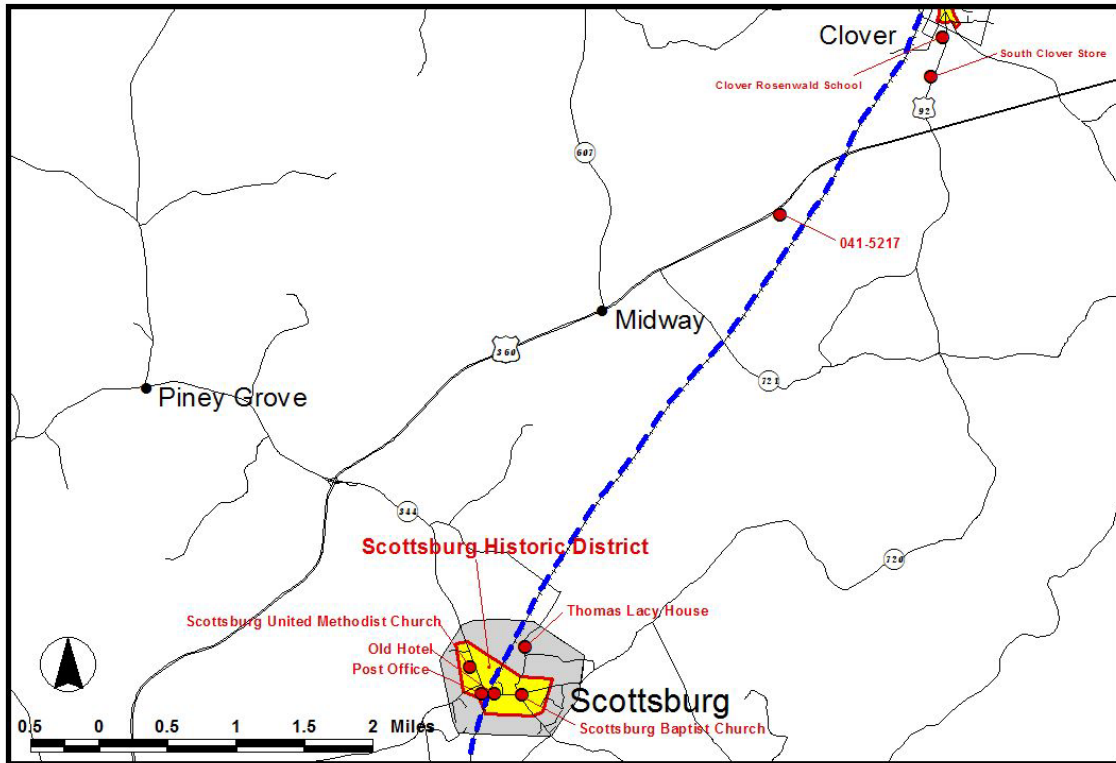 Clover
South Clover Store
Clover Rosenwald School
92
607
041-5217
Midway
360
721
Piney Grove
344
Scottsburg Historic District
720
Thomas Lacy House
Scottsburg United Methodist Church
Old Hotel
Post Office
Scottsburg
Scottsburg Baptist Church
0.5 0 0.5 1 2 Miles